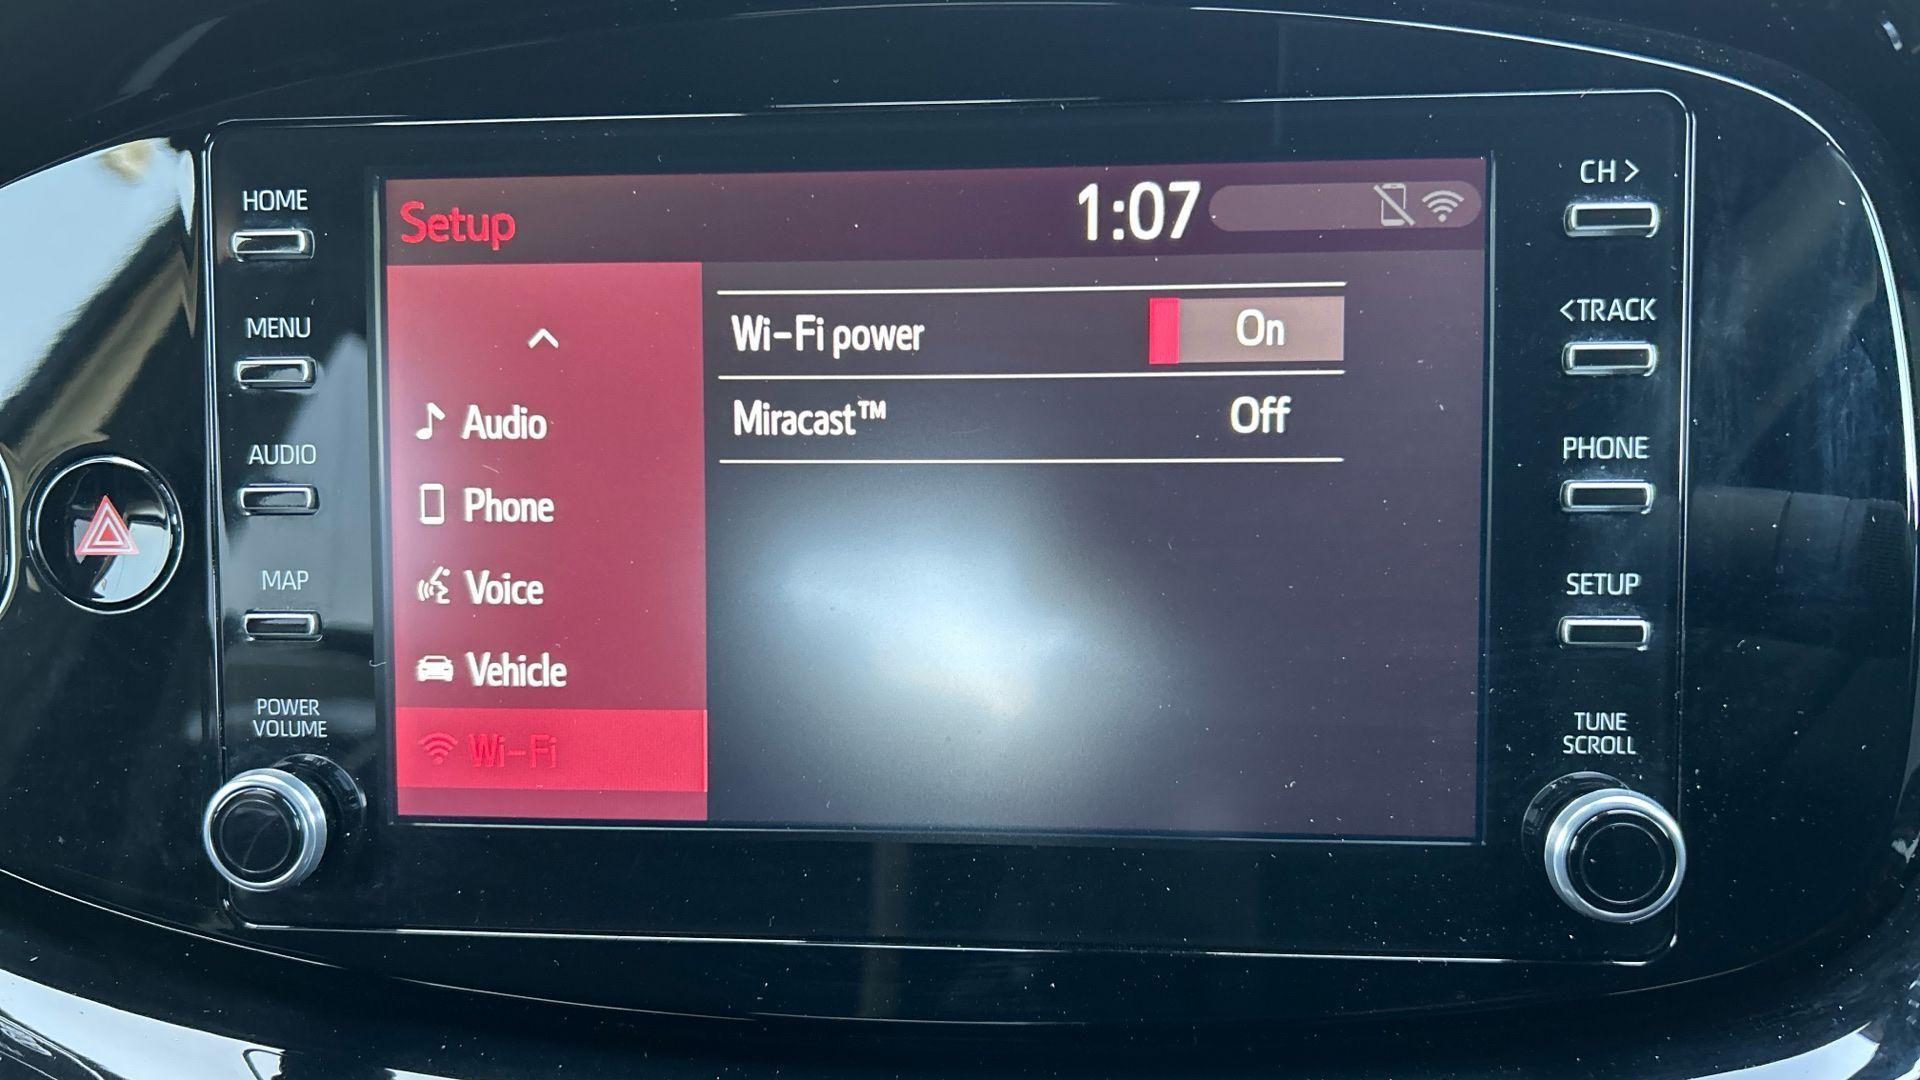 HOME
MENU
AUDIO
MAP
POWER
VOLUME
Setup
1:07
Audio
Phone
Voice
Vehicle
Wi-Fi
Wi-Fi power On
Miracast™ Off
CH >
<TRACK
PHONE
SETUP
TUNE
SCROLL